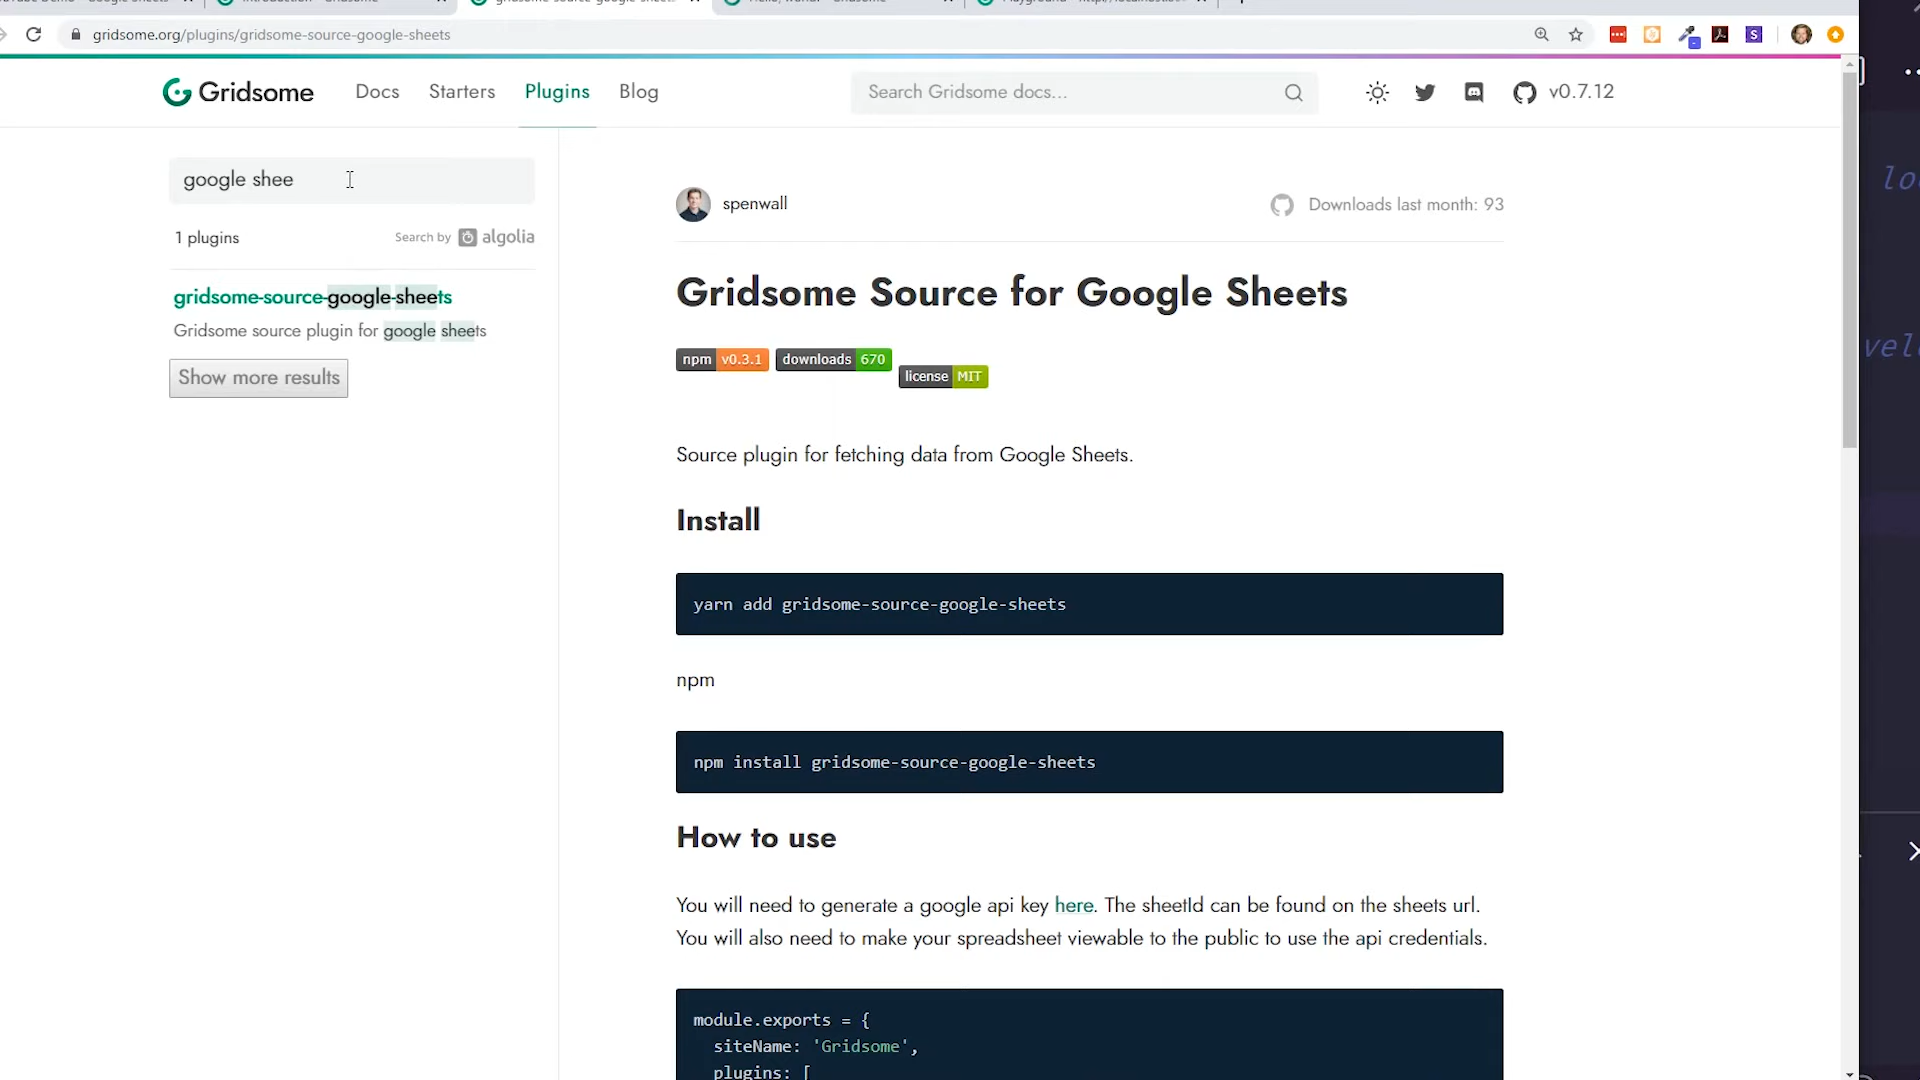 gridsome.org/plugins/gridsome-source-google-sheets
Gridsome Docs Starters Plugins Blog Search Gridsome docs... v0.7.12
google shee
1 plugins Search by algolia
gridsome-source-google-sheets
Gridsome source plugin for google sheets
Show more results
spenwall Downloads last month: 93
Gridsome Source for Google Sheets
npm v0.3.1 downloads 670
license MIT
Source plugin for fetching data from Google Sheets.
Install
yarn add gridsome-source-google-sheets
npm
npm install gridsome-source-google-sheets
How to use
You will need to generate a google api key here. The sheetId can be found on the sheets url.
You will also need to make your spreadsheet viewable to the public to use the api credentials.
module.exports = {
siteName: 'Gridsome',
plugins: [